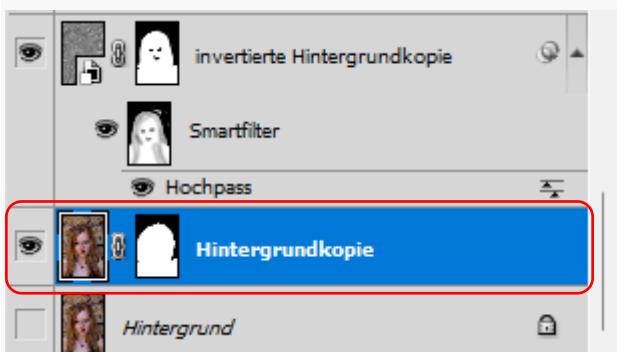 invertierte Hintergrundkopie
Smartfilter
Hochpass
Hintergrundkopie
Hintergrund